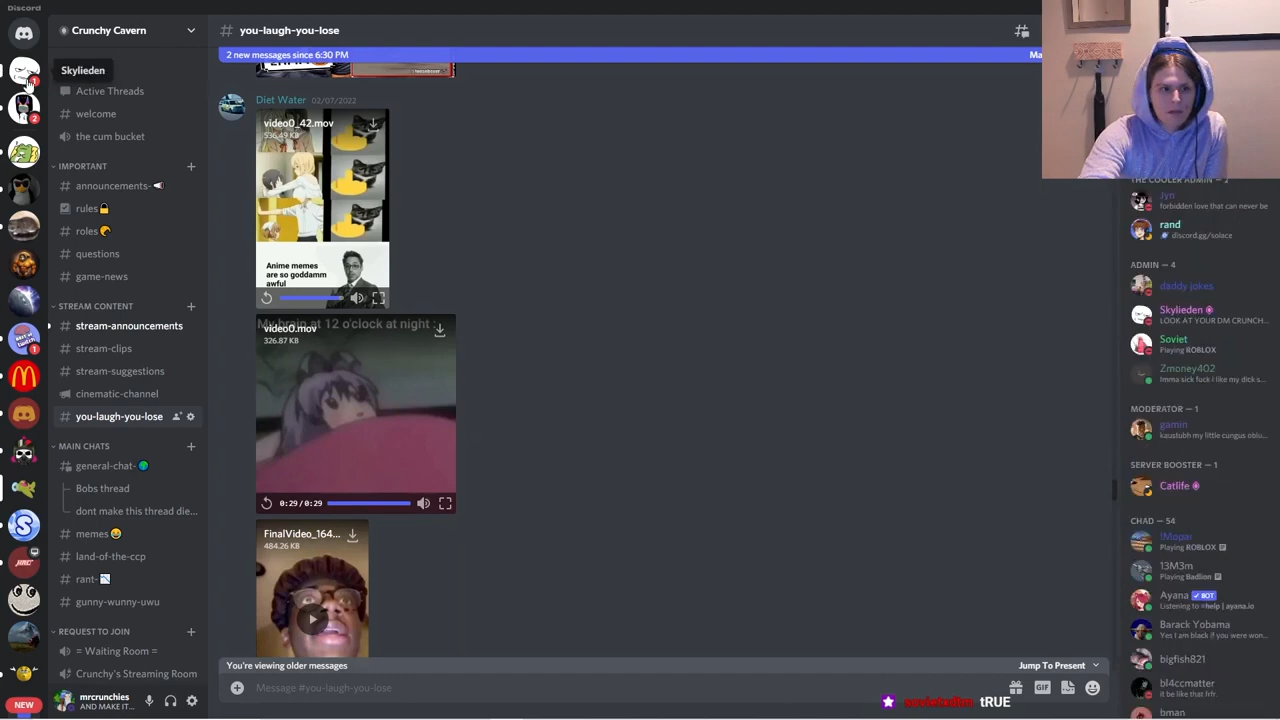 Discord
Crunchy Cavern
Skylieden
1
Active Threads
2
welcome
the cum bucket
IMPORTANT
announcements-
rules
roles
questions
game-news
STREAM CONTENT
stream-announcements
1
stream-clips
stream-suggestions
cinematic-channel
you-laugh-you-lose
MAIN CHATS
general-chat-
Bobs thread
dont make this thread die...
memes
land-of-the-ccp
rant-
gunny-wunny-uwu
REQUEST TO JOIN
= Waiting Room =
Crunchy's Streaming Room
NEW
mrcrunchies
AND MAKE IT...
you-laugh-you-lose
2 new messages since 6:30 PM
Ma
Diet Water 02/07/2022
video0_42.mov
536.49 KB
Anime memes
are so goddamm
awful
My brain at 12 o'clock at night :
video0.mov
326.87 KB
0:29/0:29
FinalVideo_164...
484.26 KB
You're viewing older messages
Jump To Present
Message #you-laugh-you-lose
GIF
tRUE
THE COOLER ADMIN — 2
Jyn
forbidden love that can never be
rand
discord.gg/solace
ADMIN — 4
daddy jokes
Skylieden
LOOK AT YOUR DM CRUNCH...
Soviet
Playing ROBLOX
Zmoney402
Imma sick fuck i like my dick s...
MODERATOR — 1
gamin
kaustubh my little cungus oblu...
SERVER BOOSTER — 1
Catlife
CHAD — 54
!Mopar
Playing ROBLOX
13M3m
Playing Badlion
Ayana BOT
Listening to =help | ayana.io
Barack Yobama
Yes I am black :if you were won...
bigfish821
bl4ccmatter
it be like that frfr.
bman